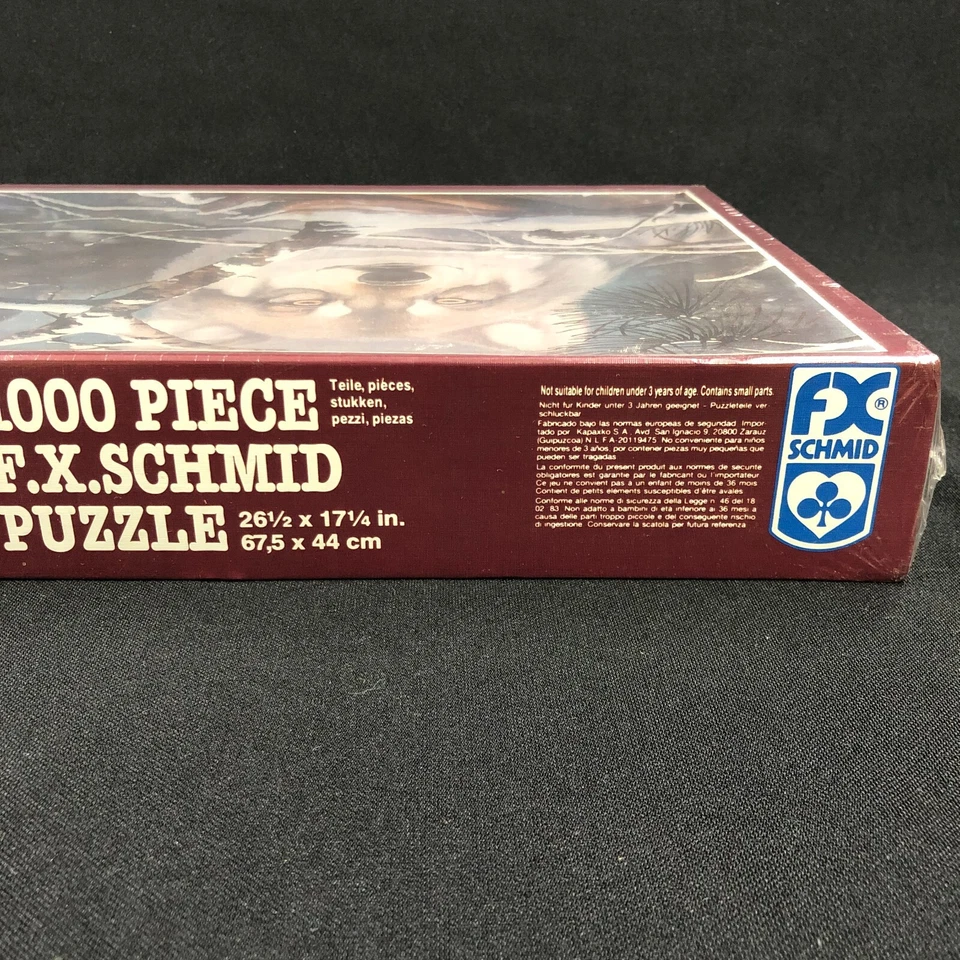 1000 PIECE
F.X.SCHMID
PUZZLE
Teile, pièces,
stukken,
pezzi, piezas
26½ x 17¼ in.
67,5 x 44 cm
Not suitable for children under 3 years of age. Contains small parts.
Nicht für Kinder unter 3 Jahren geeignet - Puzzleteile ver
schluckbar
Fabricado bajo las normas europeas de seguridad. Impor-
tado por Kapaxko S.A. Avd. San Ignacio 9. 20800 Zarauz
(Guipuzcoa) N.L.F.A-20119475. No conveniente para niños
menores de 3 años, por contener piezas muy pequeñas que
pueden ser tragadas
La conformité du présent produit aux normes de sécurité
obligatoires est garantie par le fabricant ou l'importateur
Ce jeu ne convient pas à un enfant de moins de 36 mois
Contient de petits éléments susceptibles d'être avalés
Conforme alle norme di sicurezza della Legge n. 46 del 18
02 83. Non adatto a bambini di età inferiore ai 36 mesi a
causa delle parti troppo piccole e del conseguente rischio
di ingestione. Conservare la scatola per futura referenza
FX®
SCHMID